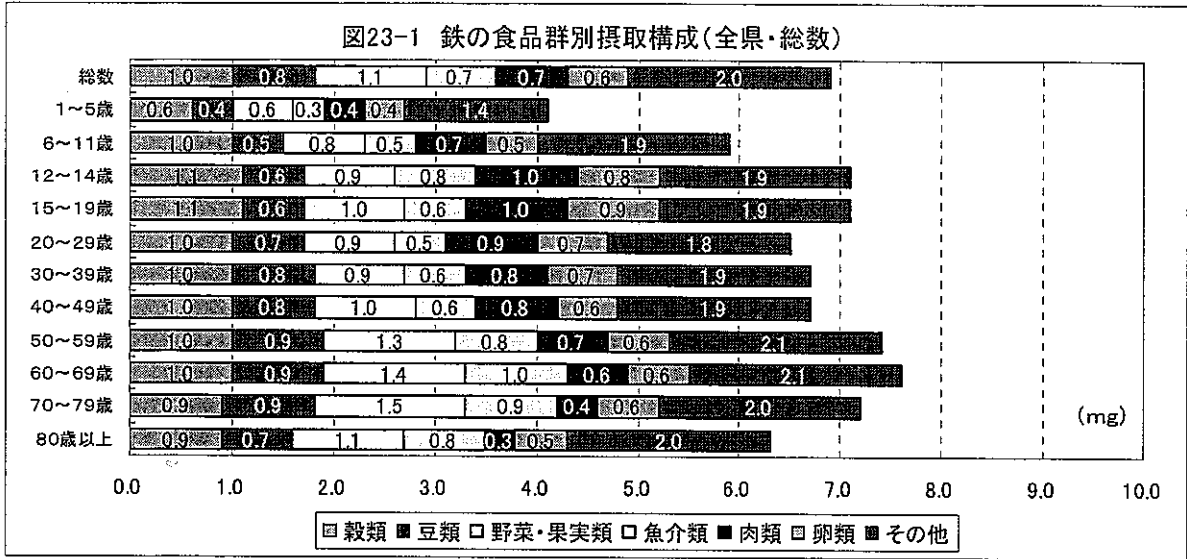 図23-1 鉄の食品群別摂取構成(全県・総数)
総数 1.0 0.8 1.1 0.7 0.7 0.6 2.0
1～5歳 0.6 0.4 0.6 0.3 0.4 0.4 1.4
6～11歳 1.0 0.5 0.8 0.5 0.7 0.5 1.9
12～14歳 1.1 0.6 0.9 0.8 1.0 0.8 1.9
15～19歳 1.1 0.6 1.0 0.6 1.0 0.9 1.9
20～29歳 1.0 0.7 0.9 0.5 0.9 0.7 1.8
30～39歳 1.0 0.8 0.9 0.6 0.8 0.7 1.9
40～49歳 1.0 0.8 1.0 0.6 0.8 0.6 1.9
50～59歳 1.0 0.9 1.3 0.8 0.7 0.6 2.1
60～69歳 1.0 0.9 1.4 1.0 0.6 0.6 2.1
70～79歳 0.9 0.9 1.5 0.9 0.4 0.6 2.0
(mg)
80歳以上 0.9 0.7 1.1 0.8 0.3 0.5 2.0
0.0 1.0 2.0 3.0 4.0 5.0 6.0 7.0 8.0 9.0 10.0
穀類 豆類 野菜・果実類 魚介類 肉類 卵類 その他